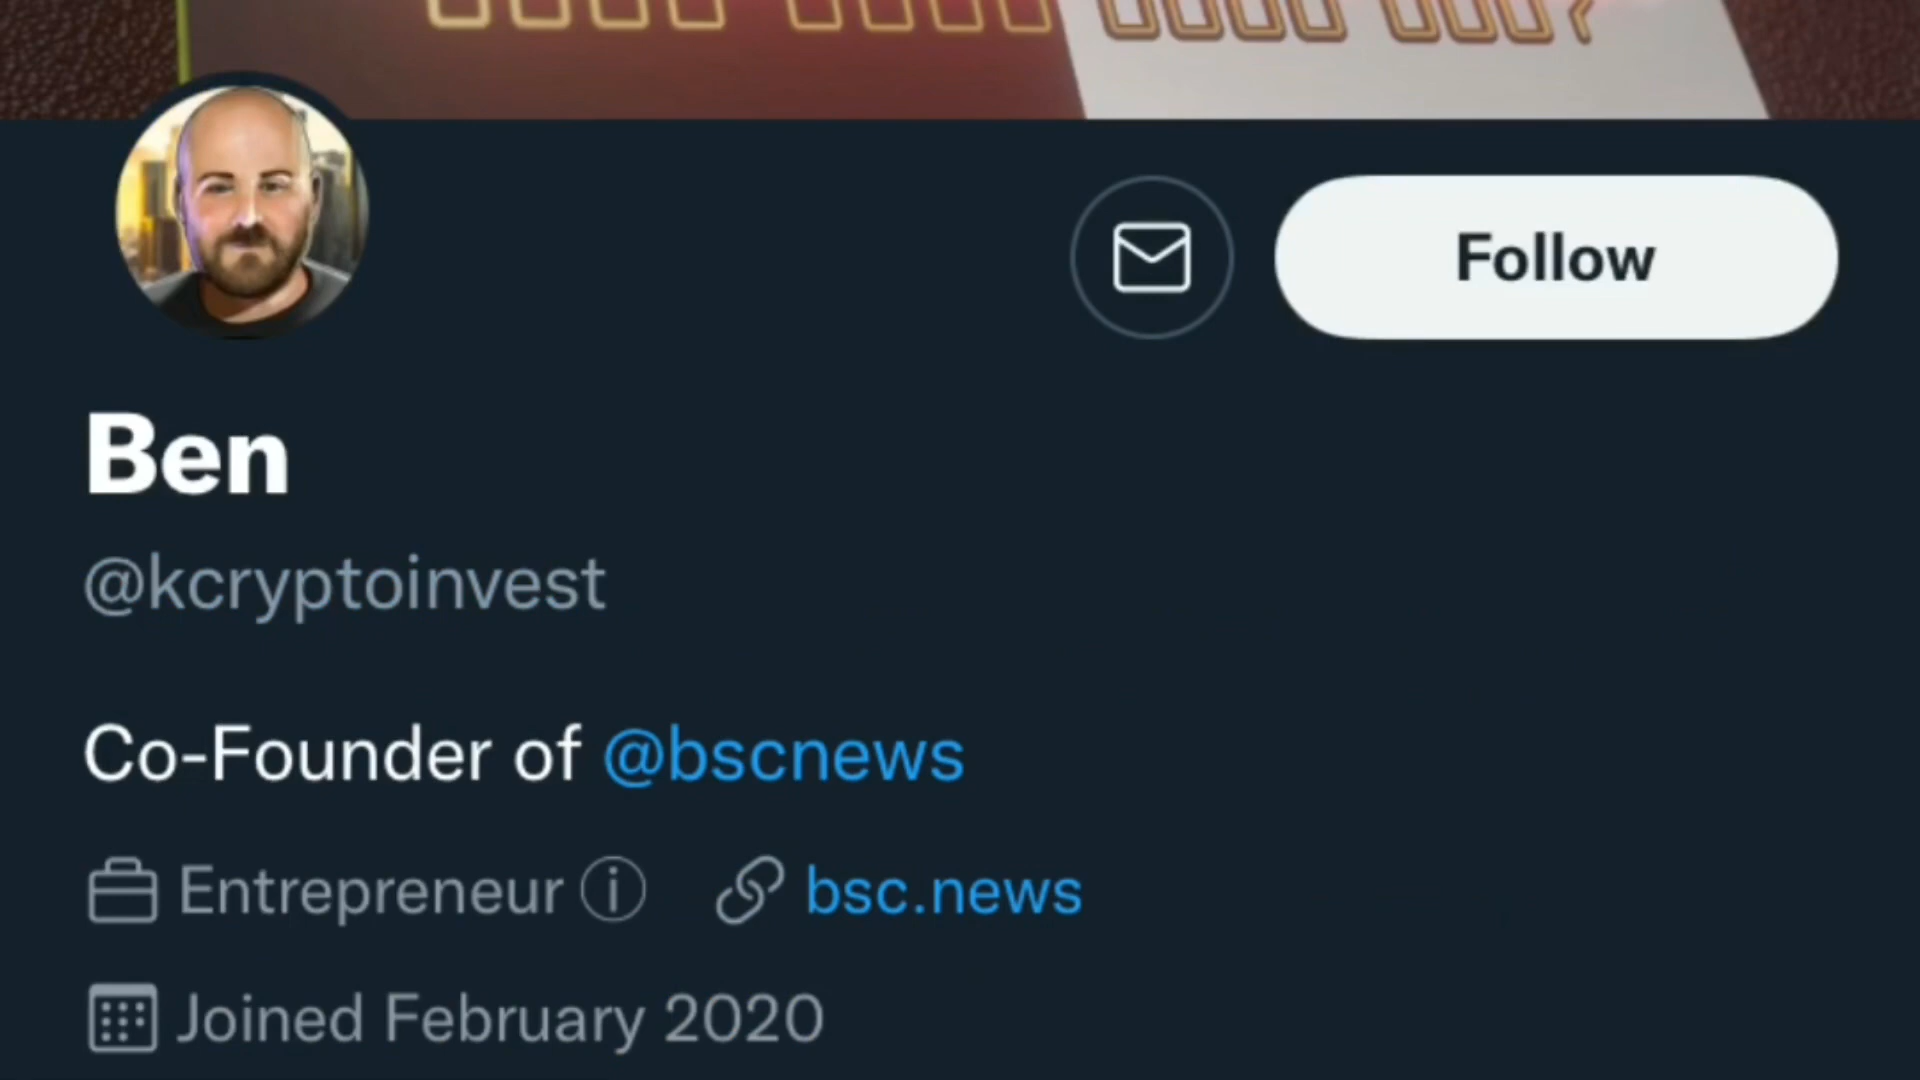 Follow
Ben
@kcryptoinvest
Co-Founder of @bscnews
Entrepreneur bsc.news
Joined February 2020